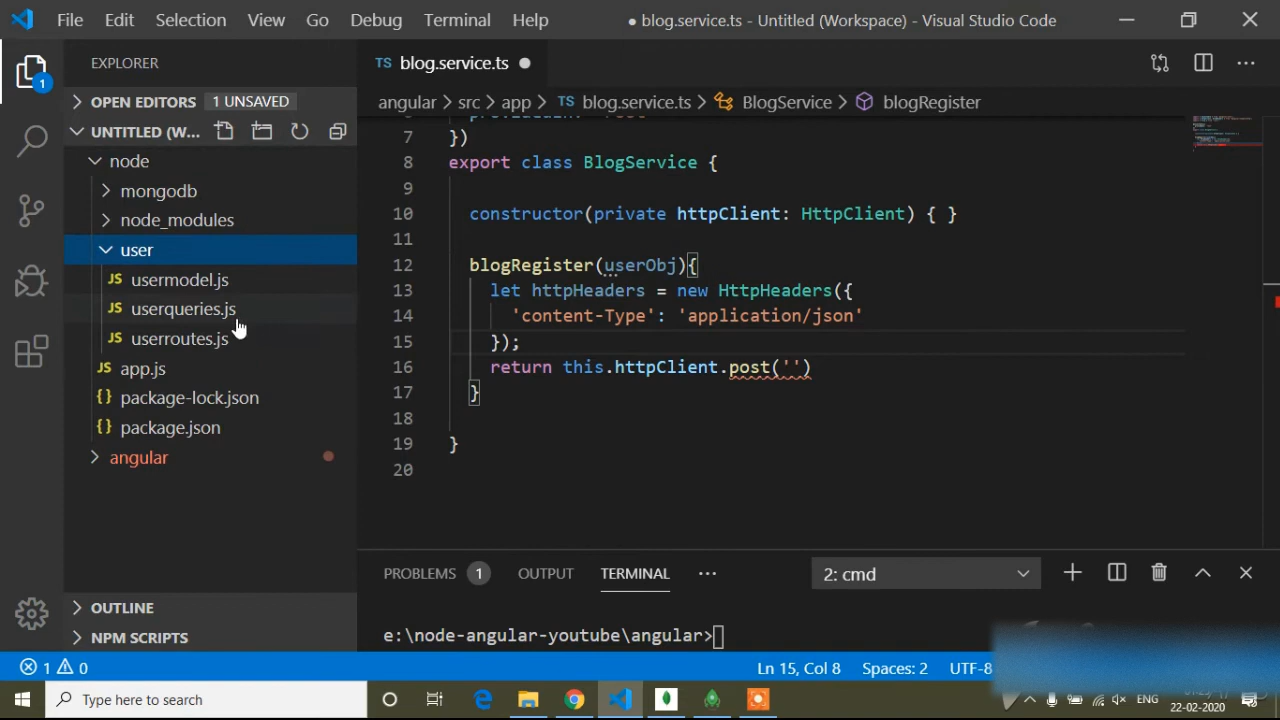 File Edit Selection View Go Debug Terminal Help
● blog.service.ts - Untitled (Workspace) - Visual Studio Code
EXPLORER
OPEN EDITORS 1 UNSAVED
UNTITLED (W...
node
mongodb
node_modules
user
JS usermodel.js
JS userqueries.js
JS userroutes.js
JS app.js
{} package-lock.json
{} package.json
angular
OUTLINE
NPM SCRIPTS
1
TS blog.service.ts ●
angular > src > app > TS blog.service.ts > BlogService > blogRegister
7 })
8 export class BlogService {
9
10 constructor(private httpClient: HttpClient) { }
11
12 blogRegister(userObj){
13 let httpHeaders = new HttpHeaders({
14 'content-Type': 'application/json'
15 });
16 return this.httpClient.post('')
17 }
18
19 }
20
PROBLEMS 1 OUTPUT TERMINAL ... 2: cmd
e:\node-angular-youtube\angular>
1 0 Ln 15, Col 8 Spaces: 2 UTF-8
Type here to search
ENG
22-02-2020